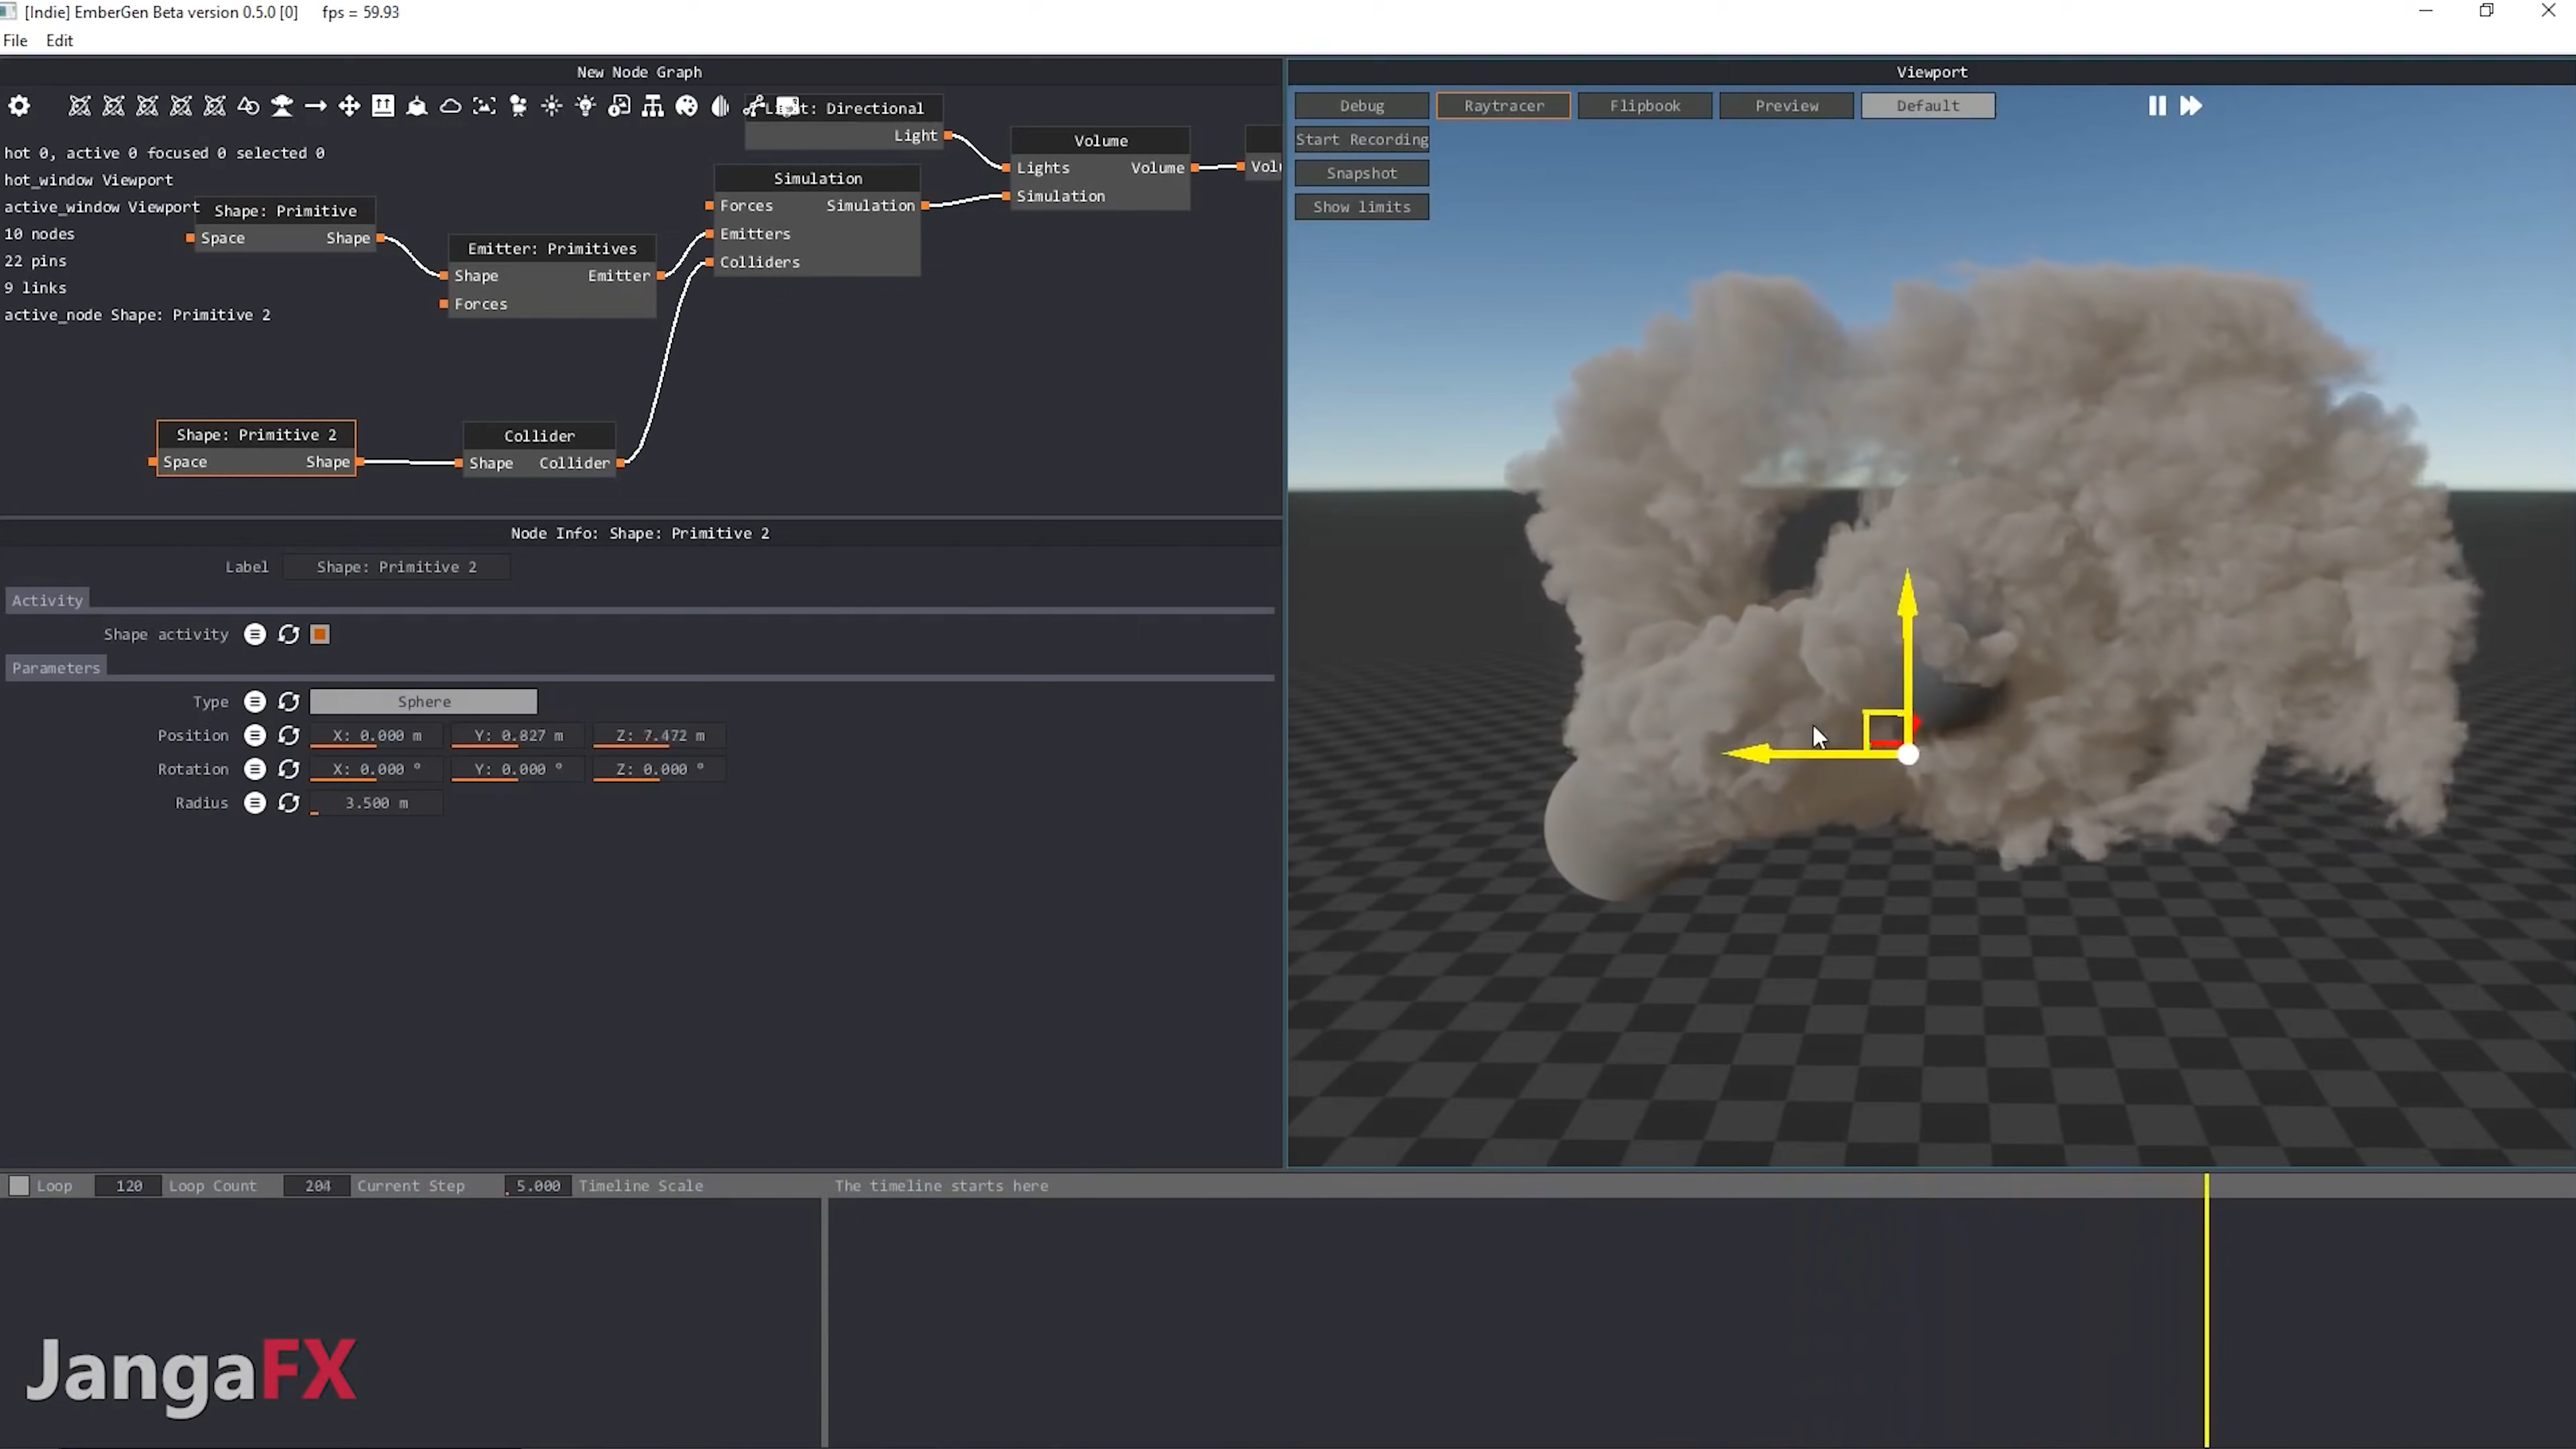 [Indie] EmberGen Beta version 0.5.0 [0] fps = 59.93
File Edit
New Node Graph
Light: Directional
Light
hot 0, active 0 focused 0 selected 0
hot_window Viewport
active_window Viewport
10 nodes
22 pins
9 links
active_node Shape: Primitive 2
Shape: Primitive
Space Shape
Emitter: Primitives
Shape Emitter
Forces
Simulation
Forces Simulation
Emitters
Colliders
Volume
Lights Volume
Simulation
Shape: Primitive 2
Space Shape
Collider
Shape Collider
Viewport
Debug Raytracer Flipbook Preview Default
Start Recording
Snapshot
Show limits
Node Info: Shape: Primitive 2
Label Shape: Primitive 2
Activity
Shape activity
Parameters
Type Sphere
Position X: 0.000 m Y: 0.827 m Z: 7.472 m
Rotation X: 0.000 ° Y: 0.000 ° Z: 0.000 °
Radius 3.500 m
Loop 120 Loop Count 204 Current Step 5.000 Timeline Scale The timeline starts here
JangaFX